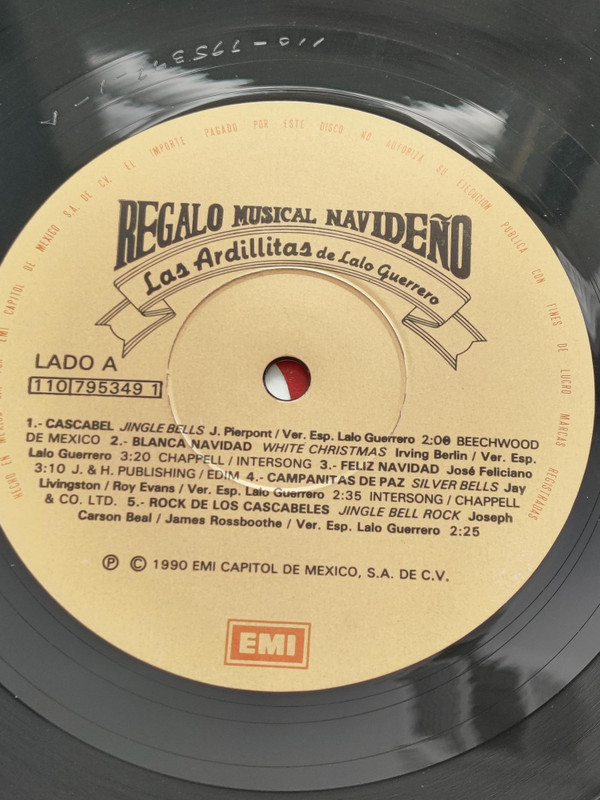 HECHO EN MEXICO POR EMI CAPITOL DE MEXICO S.A. DE C.V. EL IMPORTE PAGADO POR ESTE DISCO NO AUTORIZA SU EJECUCION PUBLICA CON FINES DE LUCRO MARCAS REGISTRADAS
REGALO MUSICAL NAVIDEÑO
Las Ardillitas de Lalo Guerrero
LADO A
110 795349 1
1.- CASCABEL JINGLE BELLS J. Pierpont / Ver. Esp. Lalo Guerrero 2:06 BEECHWOOD
DE MEXICO 2.- BLANCA NAVIDAD WHITE CHRISTMAS Irving Berlin / Ver. Esp.
Lalo Guerrero 3:20 CHAPPELL / INTERSONG 3.- FELIZ NAVIDAD José Feliciano
3:10 J. & H. PUBLISHING / EDIM 4.- CAMPANITAS DE PAZ SILVER BELLS Jay
Livingston / Roy Evans / Ver. Esp. Lalo Guerrero 2:35 INTERSONG / CHAPPELL
& CO. LTD. 5.- ROCK DE LOS CASCABELES JINGLE BELL ROCK Joseph
Carson Beal / James Rossboothe / Ver. Esp. Lalo Guerrero 2:25
Ⓟ © 1990 EMI CAPITOL DE MEXICO, S.A. DE C.V.
EMI